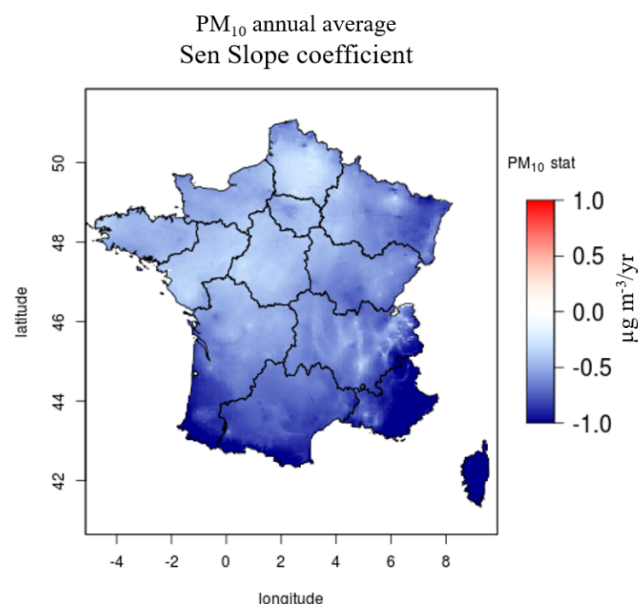 PM₁₀ annual average
Sen Slope coefficient
PM₁₀ stat
1.0
0.5
0.0
-0.5
-1.0
µg m⁻³/yr
latitude
50
48
46
44
42
-4 -2 0 2 4 6 8
longitude